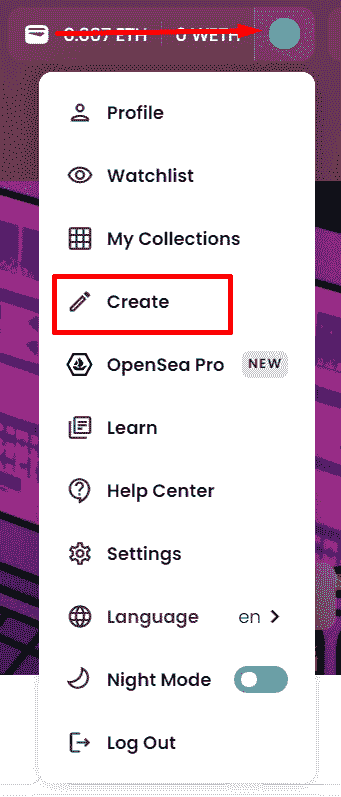 0.007 ETH
0 WETH
Profile
Watchlist
My Collections
Create
OpenSea Pro NEW
Learn
Help Center
Settings
Language en
Night Mode
Log Out